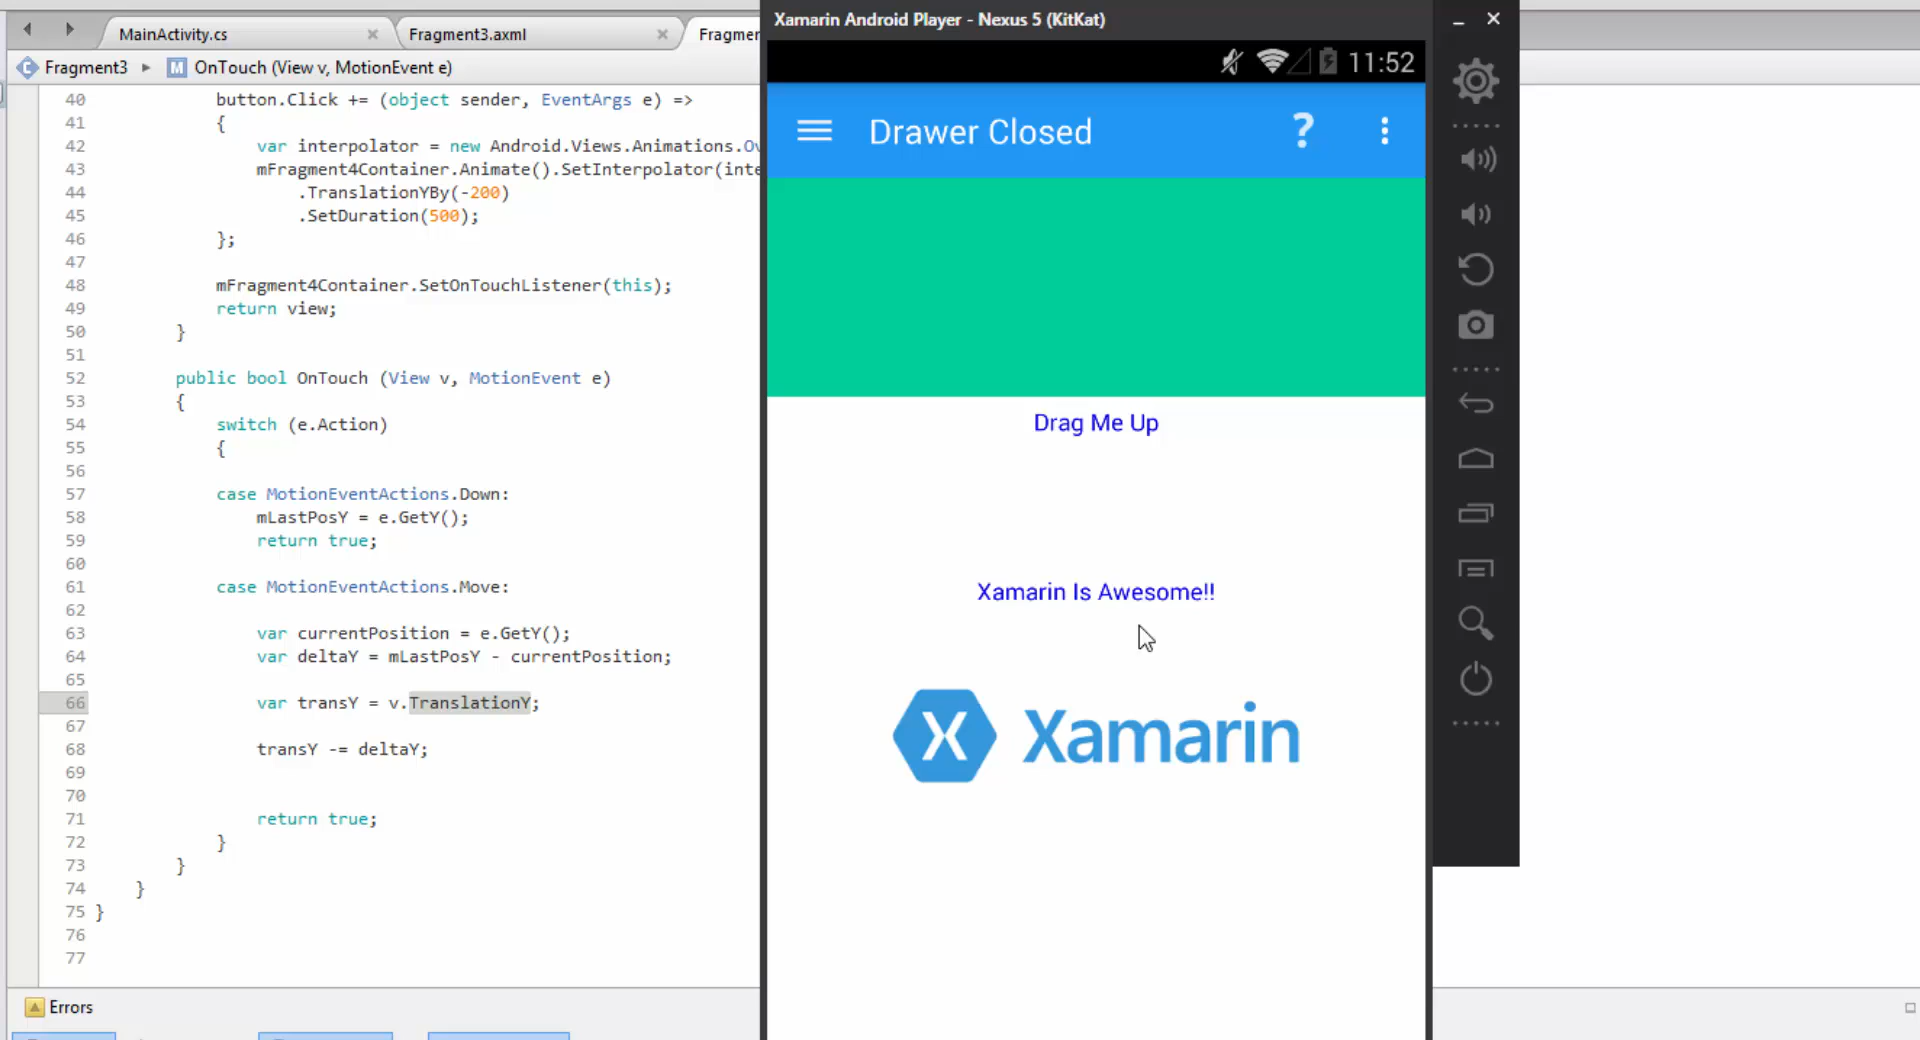 Xamarin Android Player - Nexus 5 (KitKat)
MainActivity.cs
Fragment3.axml
Fragment3
OnTouch (View v, MotionEvent e)
11:52
Drawer Closed
?
Drag Me Up
Xamarin Is Awesome!!
X Xamarin
40 button.Click += (object sender, EventArgs e) =>
41 {
42 var interpolator = new Android.Views.Animations.
43 mFragment4Container.Animate().SetInterpolator(
44 .TranslationYBy(-200)
45 .SetDuration(500);
46 };
47
48 mFragment4Container.SetOnTouchListener(this);
49 return view;
50 }
51
52 public bool OnTouch (View v, MotionEvent e)
53 {
54 switch (e.Action)
55 {
56
57 case MotionEventActions.Down:
58 mLastPosY = e.GetY();
59 return true;
60
61 case MotionEventActions.Move:
62
63 var currentPosition = e.GetY();
64 var deltaY = mLastPosY - currentPosition;
65
66 var transY = v.TranslationY;
67
68 transY -= deltaY;
69
70
71 return true;
72 }
73 }
74 }
75 }
76
77
Errors